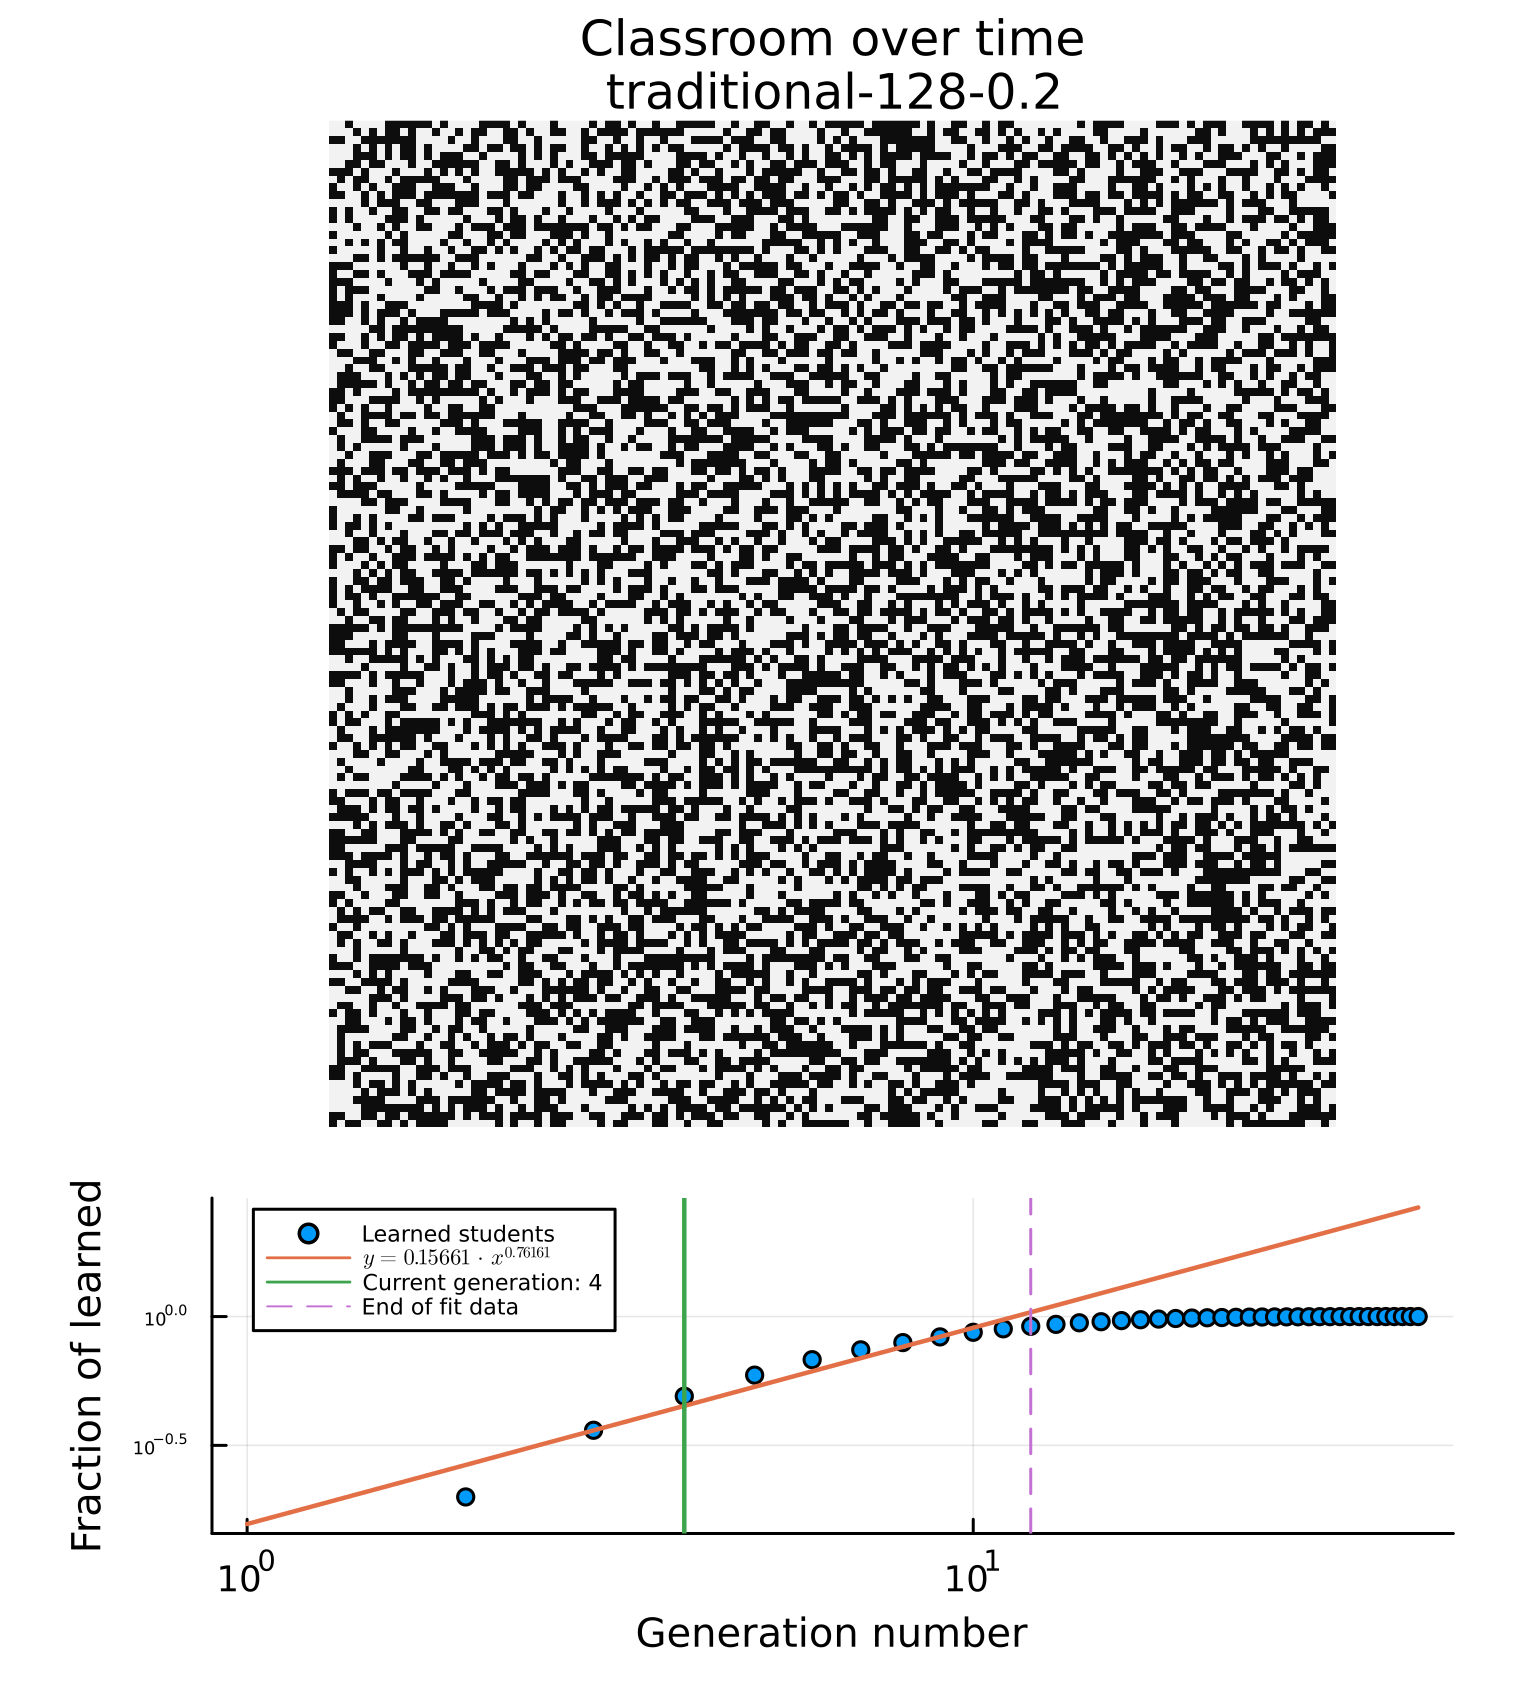 Classroom over time
traditional-128-0.2
Fraction of learned
Learned students
y = 0.15661 · x^0.76161
Current generation: 4
End of fit data
10^0.0
10^−0.5
10^0
10^1
Generation number